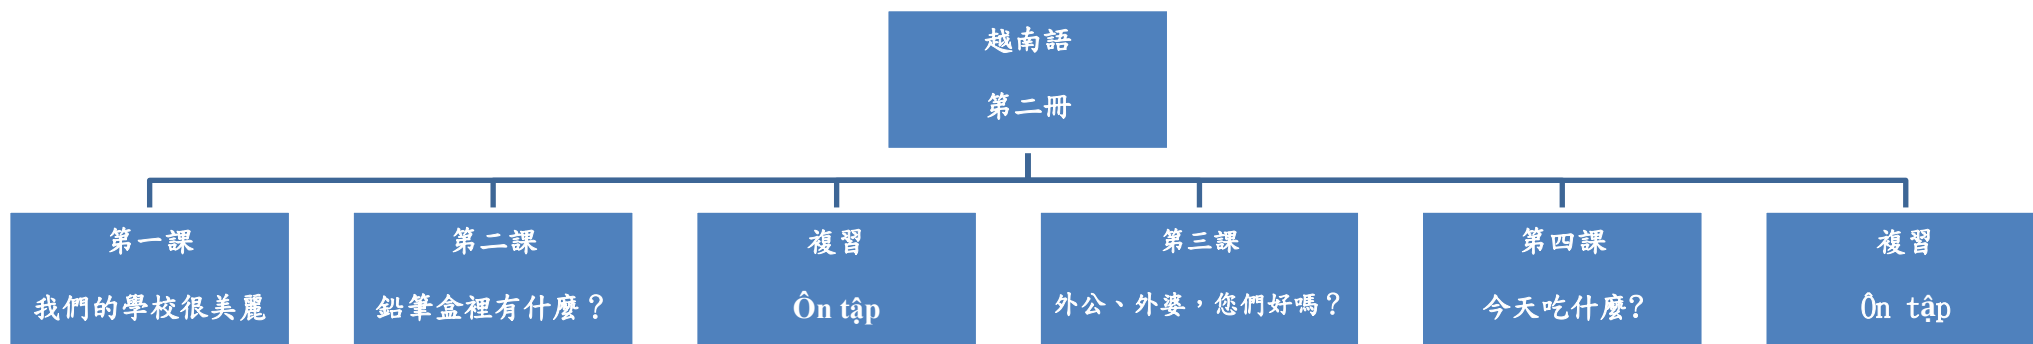 越南語
第二冊
第一課
我們的學校很美麗
第二課
鉛筆盒裡有什麼？
複習
Ôn tập
第三課
外公、外婆，您們好嗎？
第四課
今天吃什麼?
複習
Ôn tập